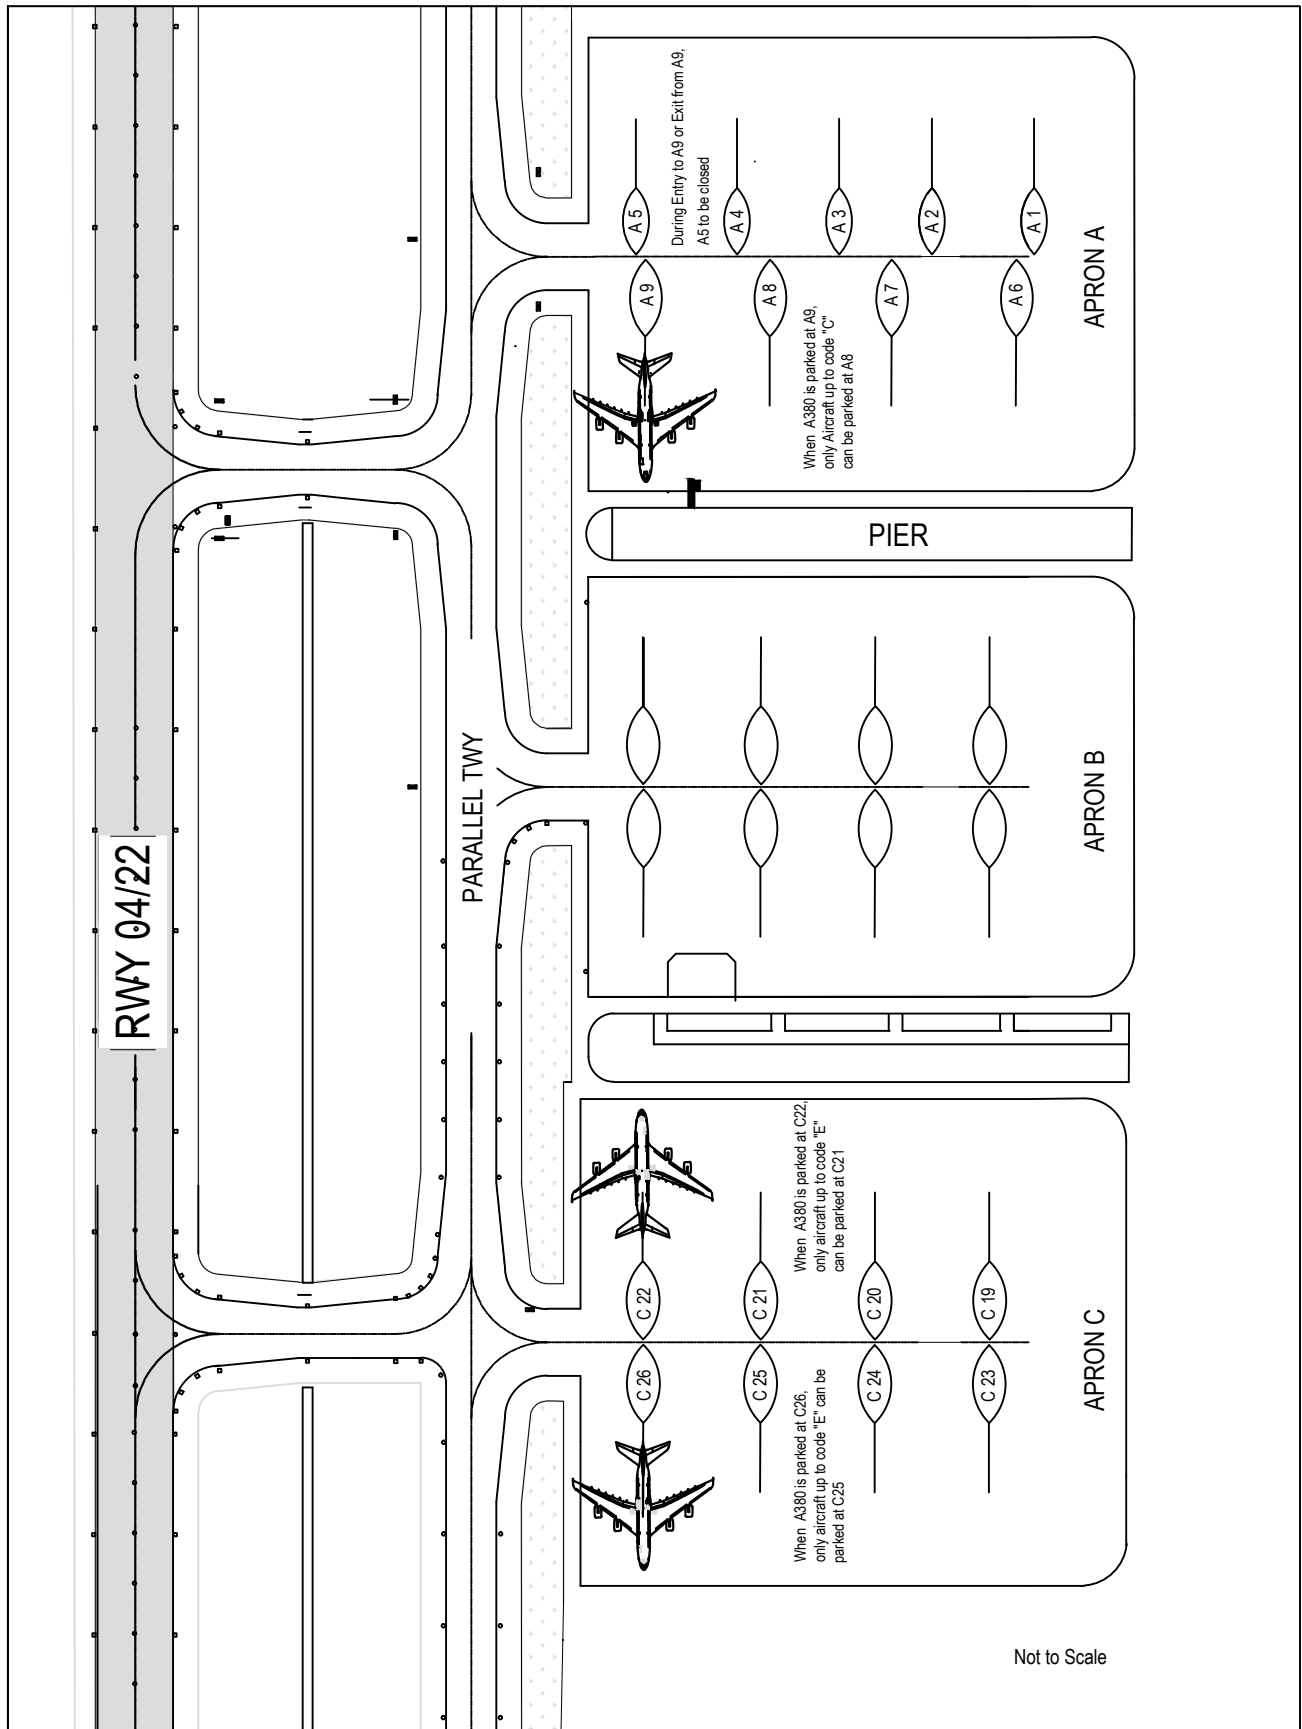 During Entry to A9 or Exit from A9,
A5 to be closed
A 5
A 4
A 3
A 2
A 1
A 9
A 8
A 7
A 6
When A380 is parked at A9,
only Aircraft up to code "C"
can be parked at A8
APRON A
PIER
PARALLEL TWY
RWY 04/22
APRON B
When A380 is parked at C22,
only aircraft up to code "E"
can be parked at C21
C 22
C 21
C 20
C 19
C 26
C 25
C 24
C 23
When A380 is parked at C26,
only aircraft up to code "E" can be
parked at C25
APRON C
Not to Scale